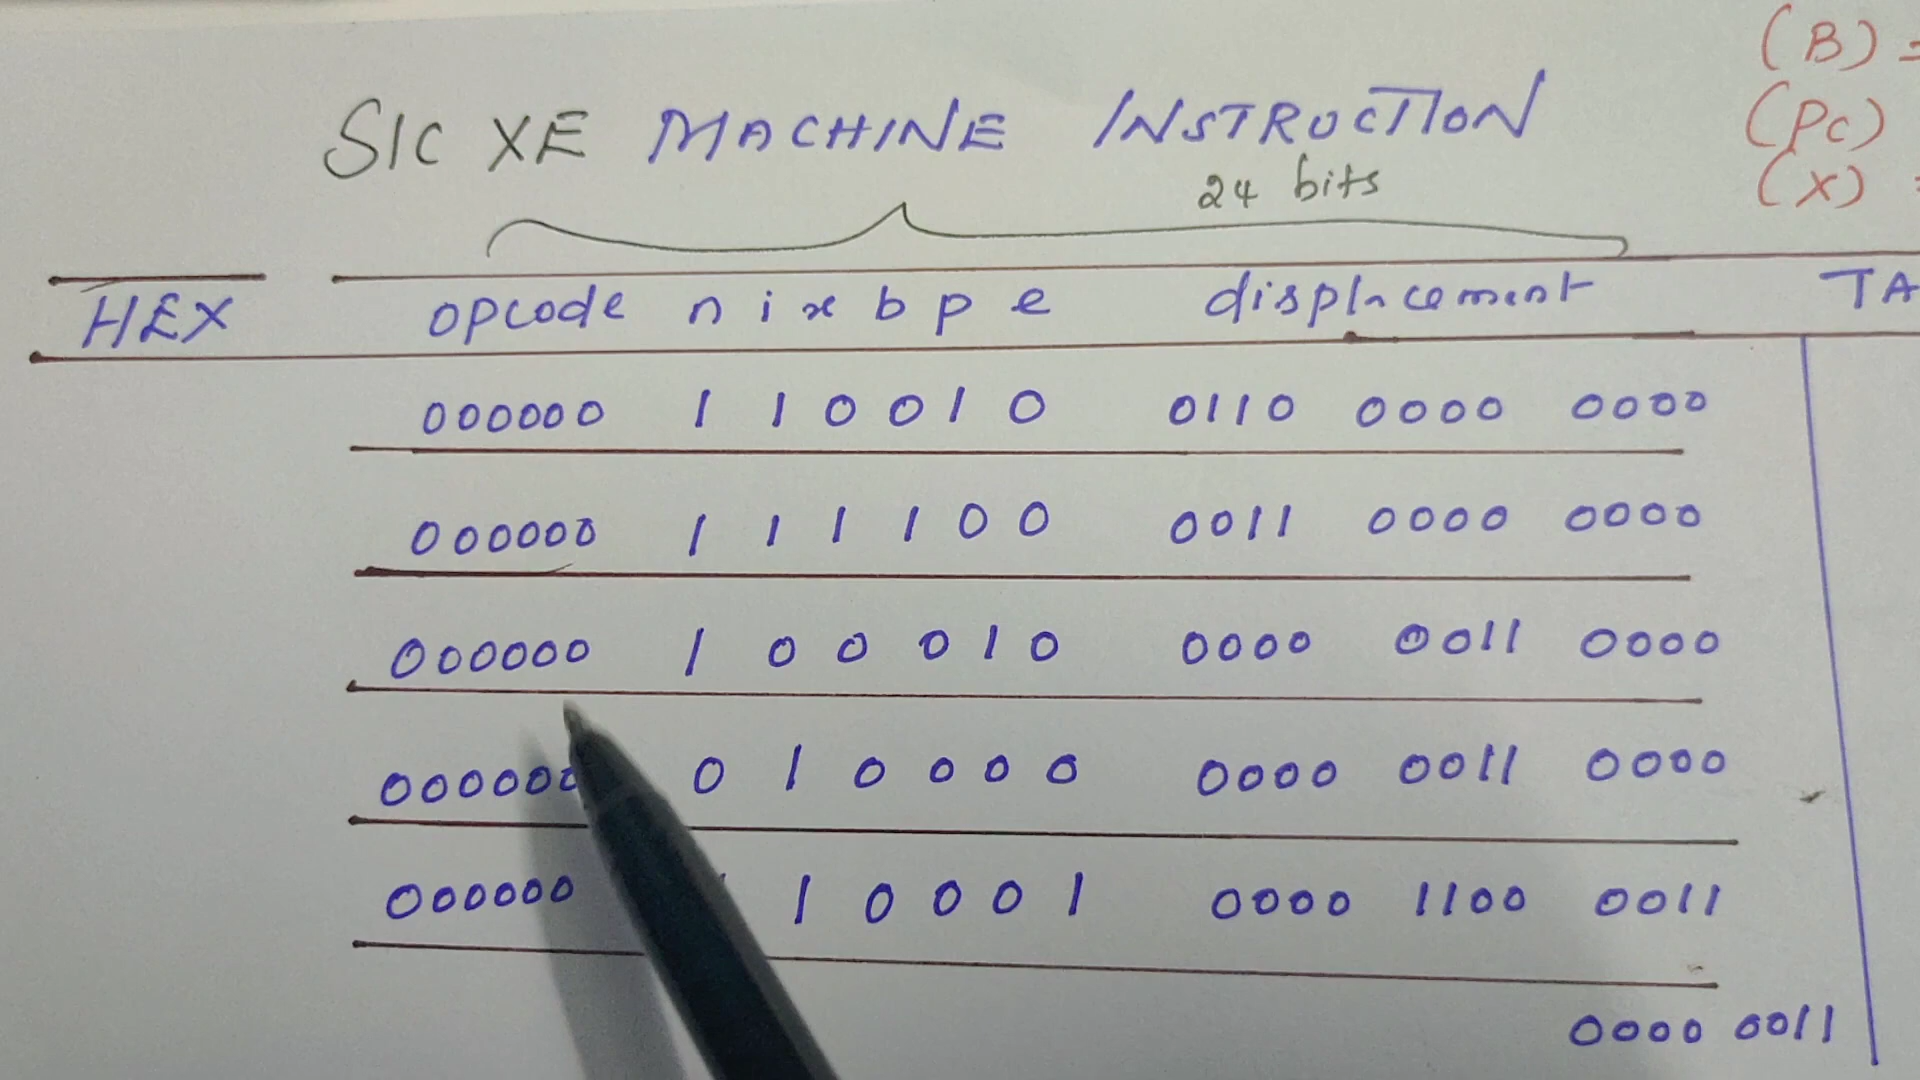 (B) =
SIC XE MACHINE INSTRUCTION
(PC)
24 bits
(X) =
HEX opcode n i x b p e displacement TA
000000 1 1 0 0 1 0 0110 0000 0000
000000 1 1 1 1 0 0 0011 0000 0000
000000 1 0 0 0 1 0 0000 0011 0000
000000 0 1 0 0 0 0 0000 0011 0000
000000 1 0 0 0 1 0000 1100 0011
0000 0011